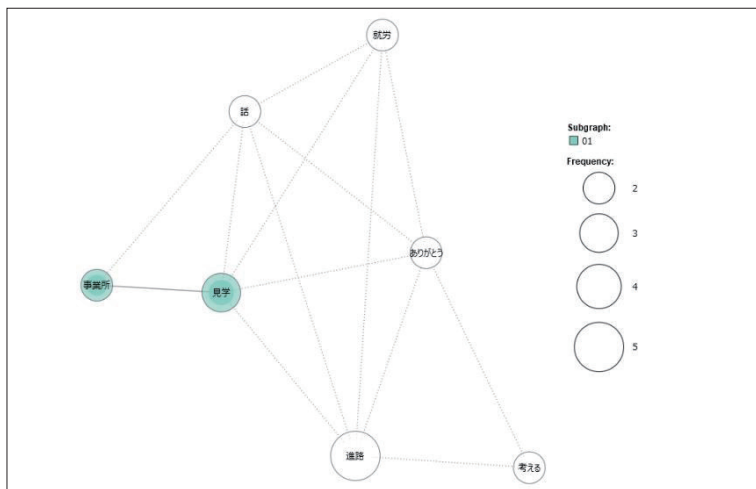 就労
話
Subgraph:
01
Frequency:
2
3
ありがとう
事業所
見学
4
5
進路
考える